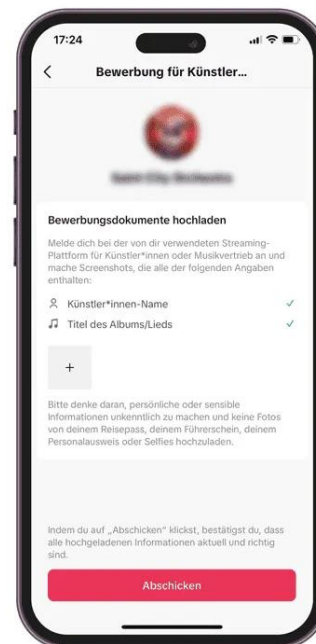 17:24
Bewerbung für Künstler...
Bewerbungsdokumente hochladen
Melde dich bei der von dir verwendeten Streaming-
Plattform für Künstler*innen oder Musikvertrieb an und
mache Screenshots, die alle der folgenden Angaben
enthalten:
Künstler*innen-Name
Titel des Albums/Lieds
Bitte denke daran, persönliche oder sensible
Informationen unkenntlich zu machen und keine Fotos
von deinem Reisepass, deinem Führerschein, deinem
Personalausweis oder Selfies hochzuladen.
Indem du auf „Abschicken" klickst, bestätigst du, dass
alle hochgeladenen Informationen aktuell und richtig
sind.
Abschicken